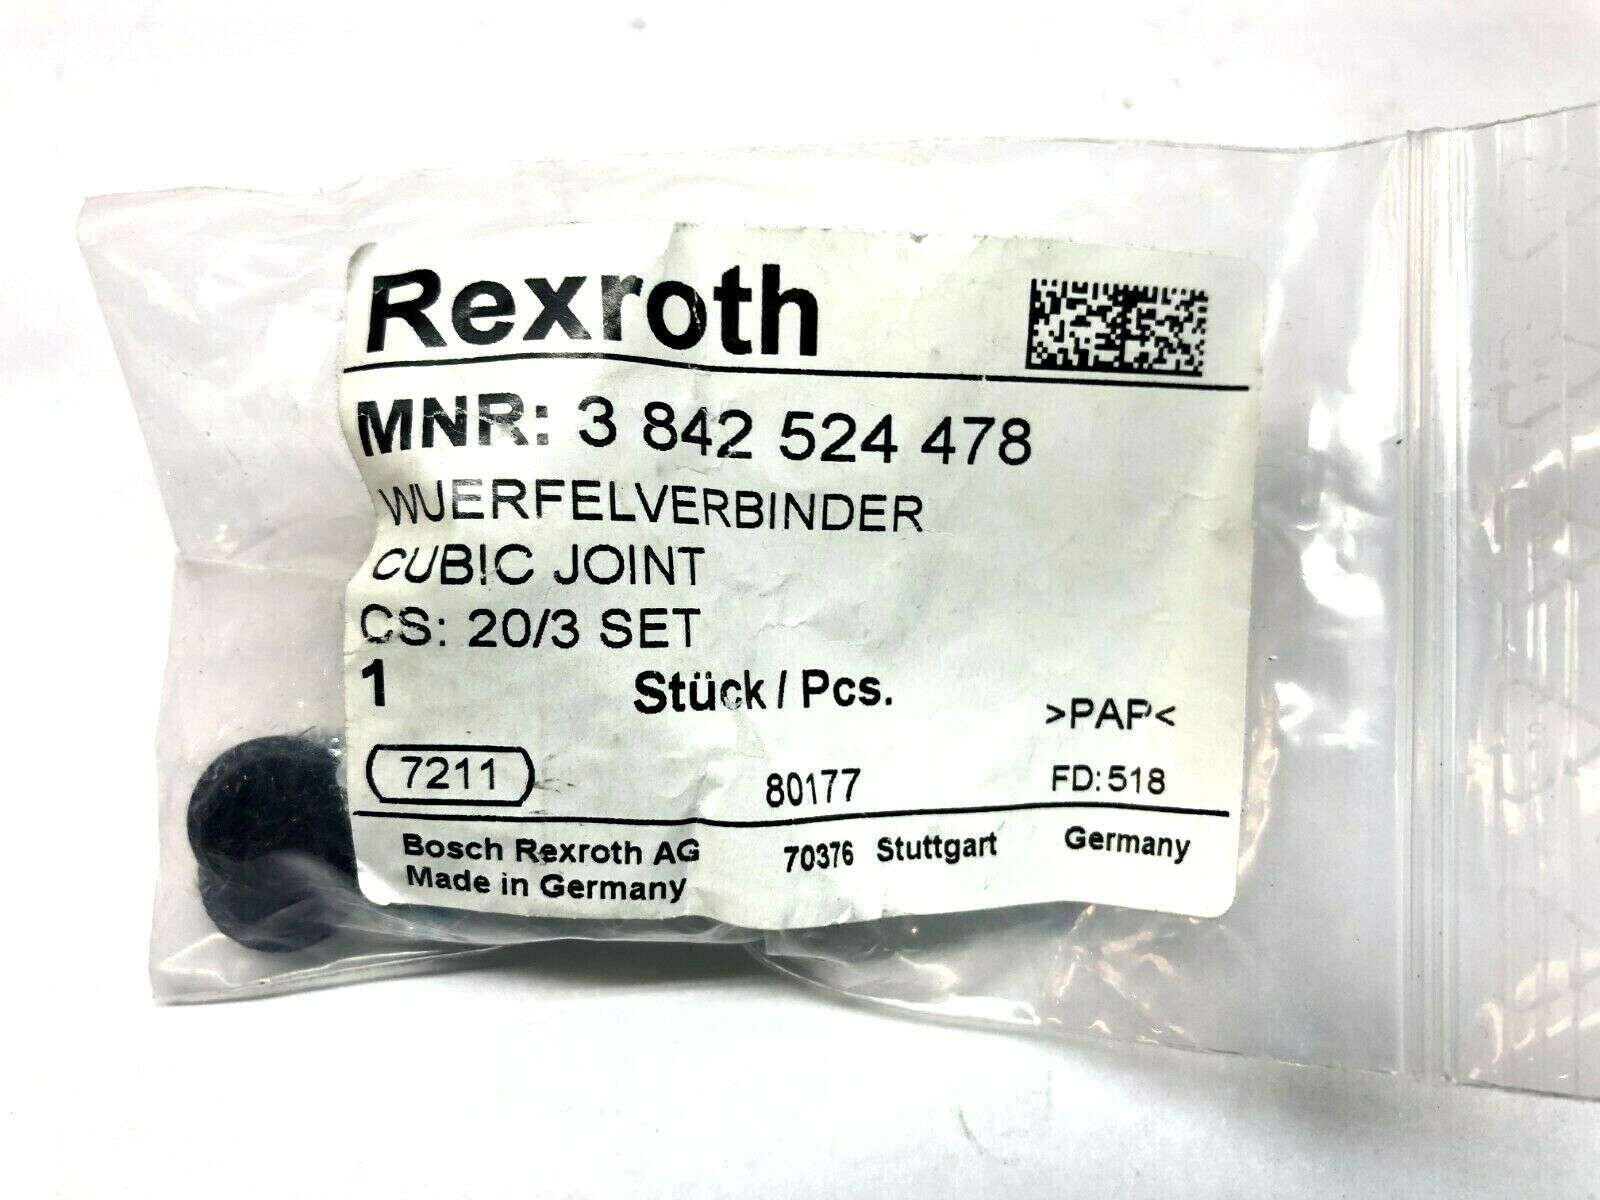 Rexroth
MNR: 3 842 524 478
WUERFELVERBINDER
CUBIC JOINT
CS: 20/3 SET
1 Stück / Pcs.
>PAP<
7211 80177 FD: 518
Bosch Rexroth AG 70376 Stuttgart Germany
Made in Germany